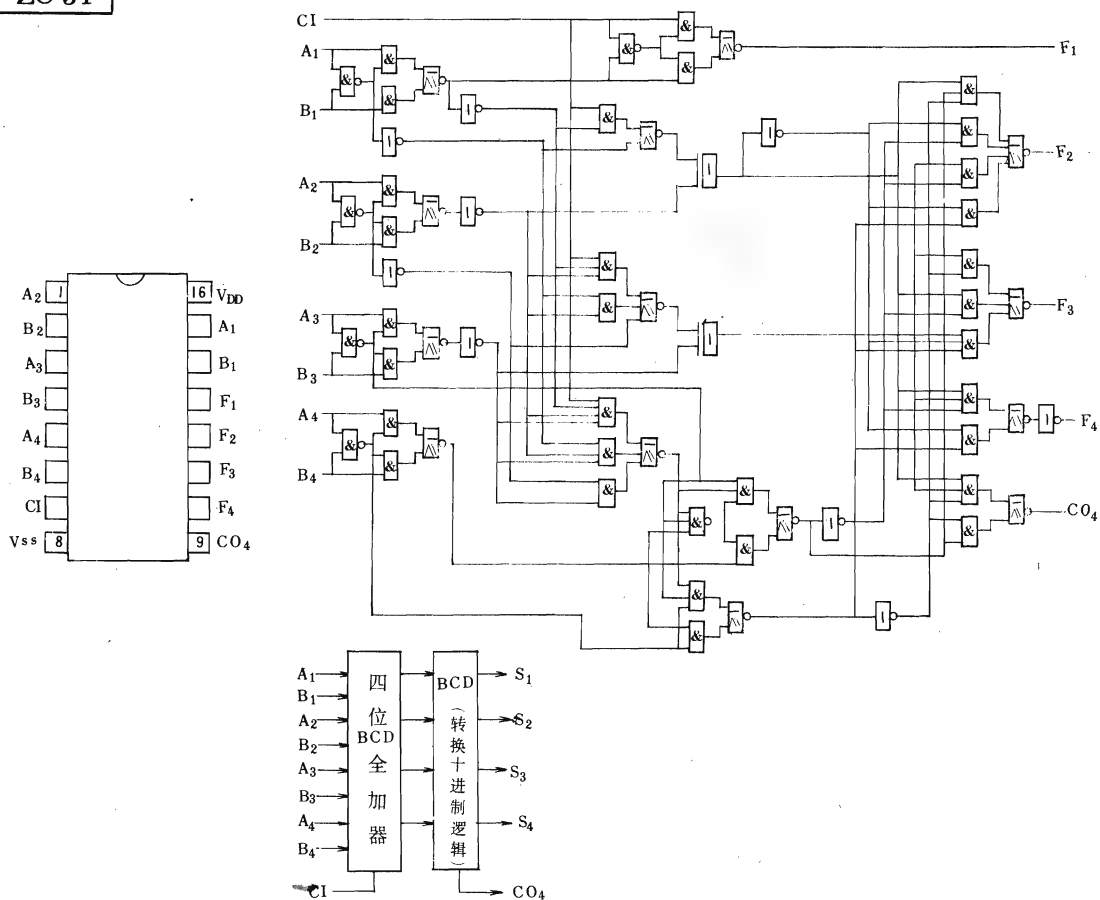 CI
A1
B1
A2
B2
A3
B3
A4
B4
F1
F2
F3
F4
CO4
A2 1 16 VDD
B2 A1
A3 B1
B3 F1
A4 F2
B4 F3
CI F4
Vss 8 9 CO4
A1
B1
A2
B2
A3
B3
A4
B4
CI
四位BCD全加器
BCD(转换十进制逻辑)
S1
S2
S3
S4
CO4